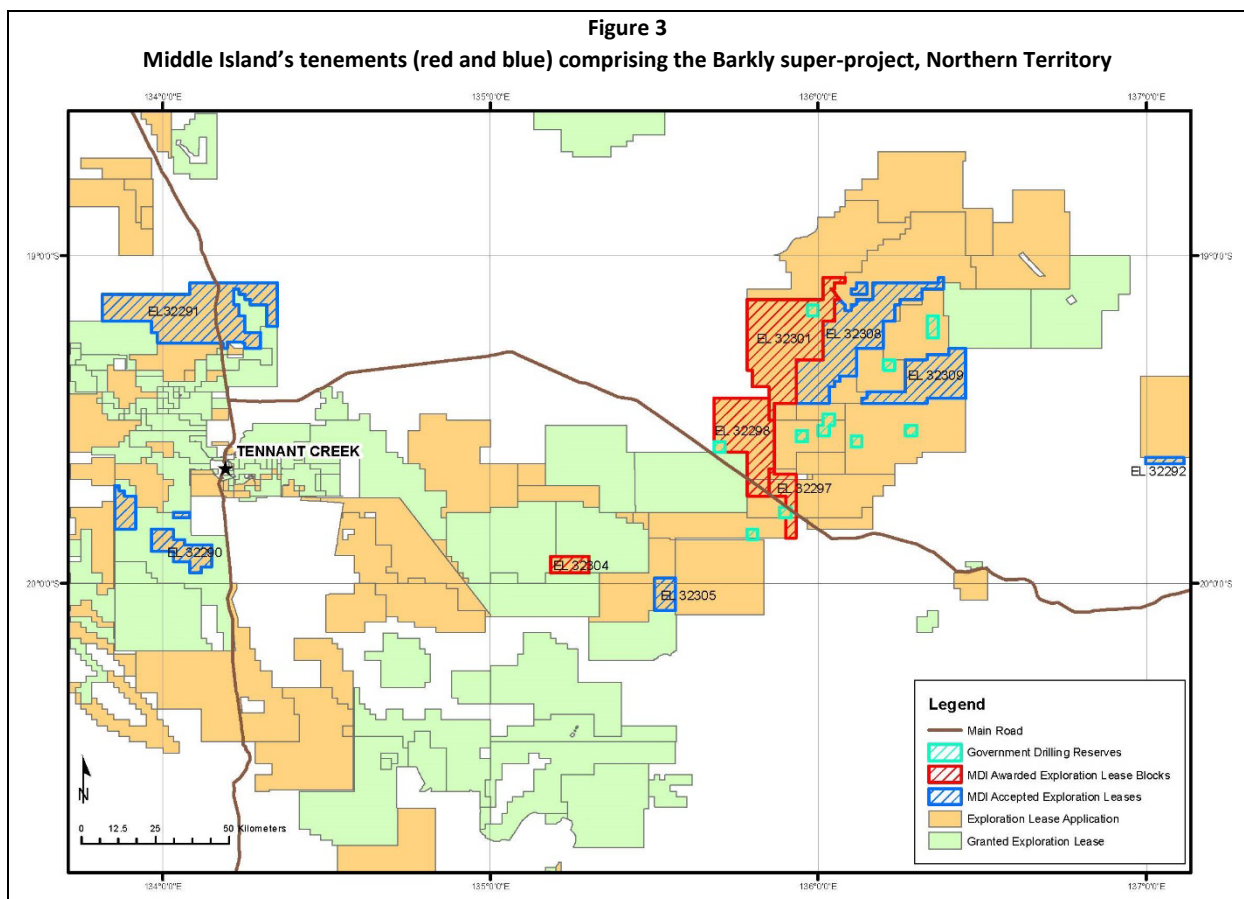 Figure 3
Middle Island's tenements (red and blue) comprising the Barkly super-project, Northern Territory
134°0'0"E
135°0'0"E
136°0'0"E
137°0'0"E
19°0'0"S
19°0'0"S
EL 32291
EL 32301
EL 32308
EL 32309
EL 32298
TENNANT CREEK
EL 32292
EL 32297
EL 32290
EL 32304
EL 32305
20°0'0"S
20°0'0"S
Legend
Main Road
Government Drilling Reserves
MDI Awarded Exploration Lease Blocks
MDI Accepted Exploration Leases
Exploration Lease Application
Granted Exploration Lease
N
0 12.5 25 50 Kilometers
134°0'0"E
135°0'0"E
136°0'0"E
137°0'0"E